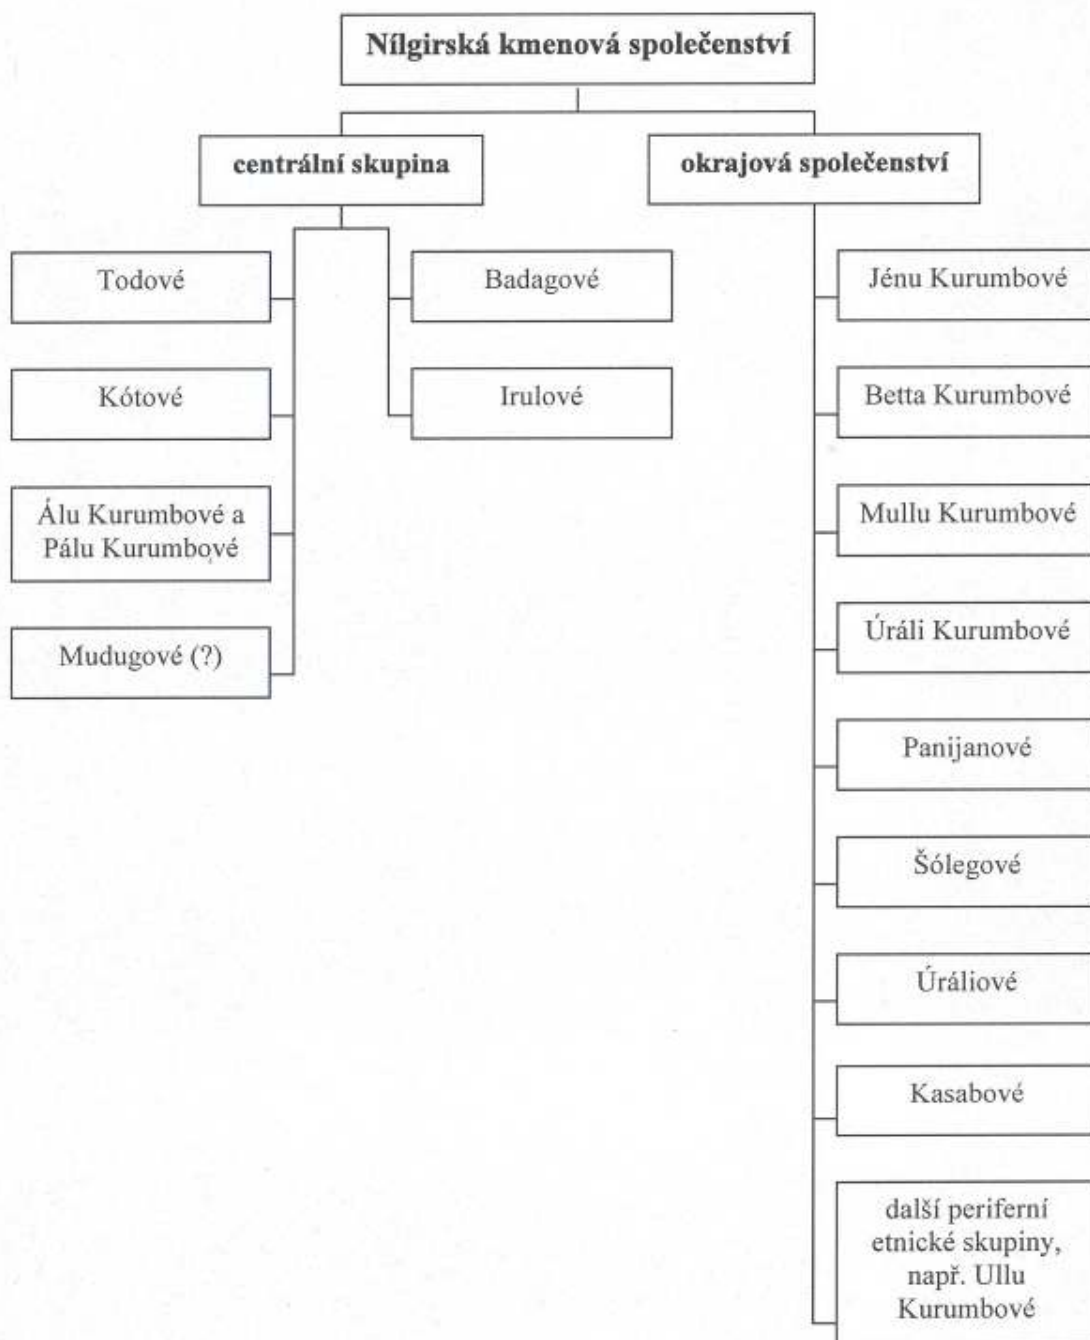 Nílgirská kmenová společenství
centrální skupina
okrajová společenství
Todové
Kótové
Álu Kurumbové a
Pálu Kurumbové
Mudugové (?)
Badagové
Irulové
Jénu Kurumbové
Betta Kurumbové
Mullu Kurumbové
Úráli Kurumbové
Panijanové
Šólegové
Úráliové
Kasabové
další periferní
etnické skupiny,
např. Ullu
Kurumbové